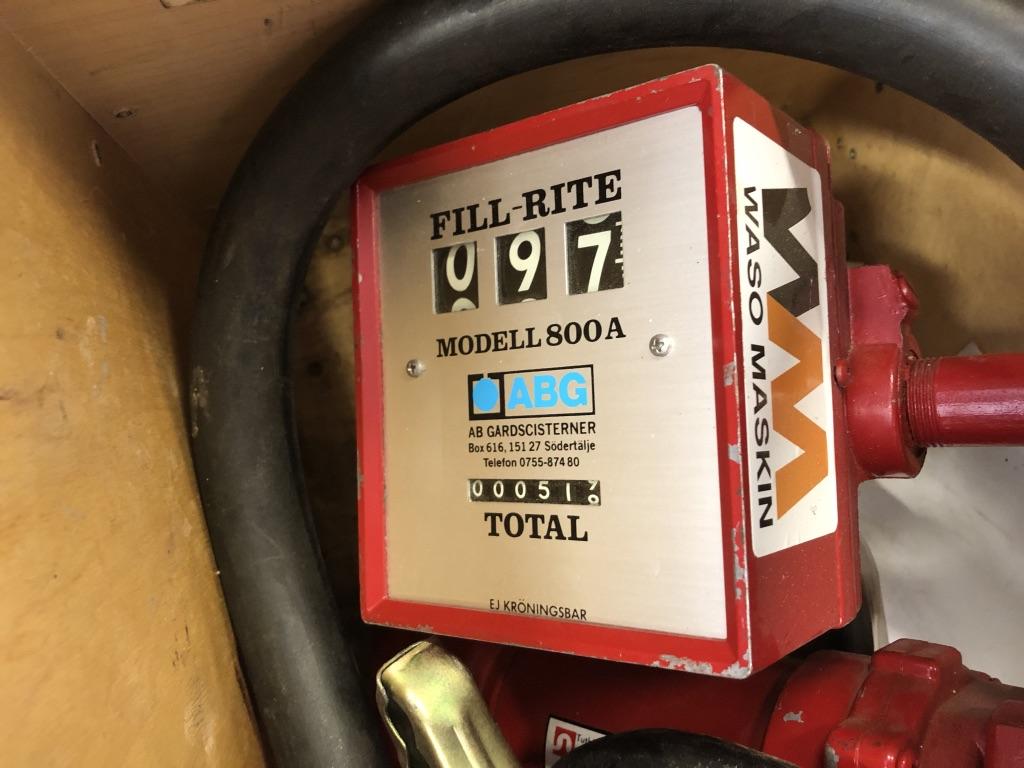 FILL-RITE
097
MODELL 800A
ABG
AB GARDSCISTERNER
Box 616, 151 27 Södertälje
Telefon 0755-874 80
00051
TOTAL
EJ KRÖNINGSBAR
WASO MASKIN